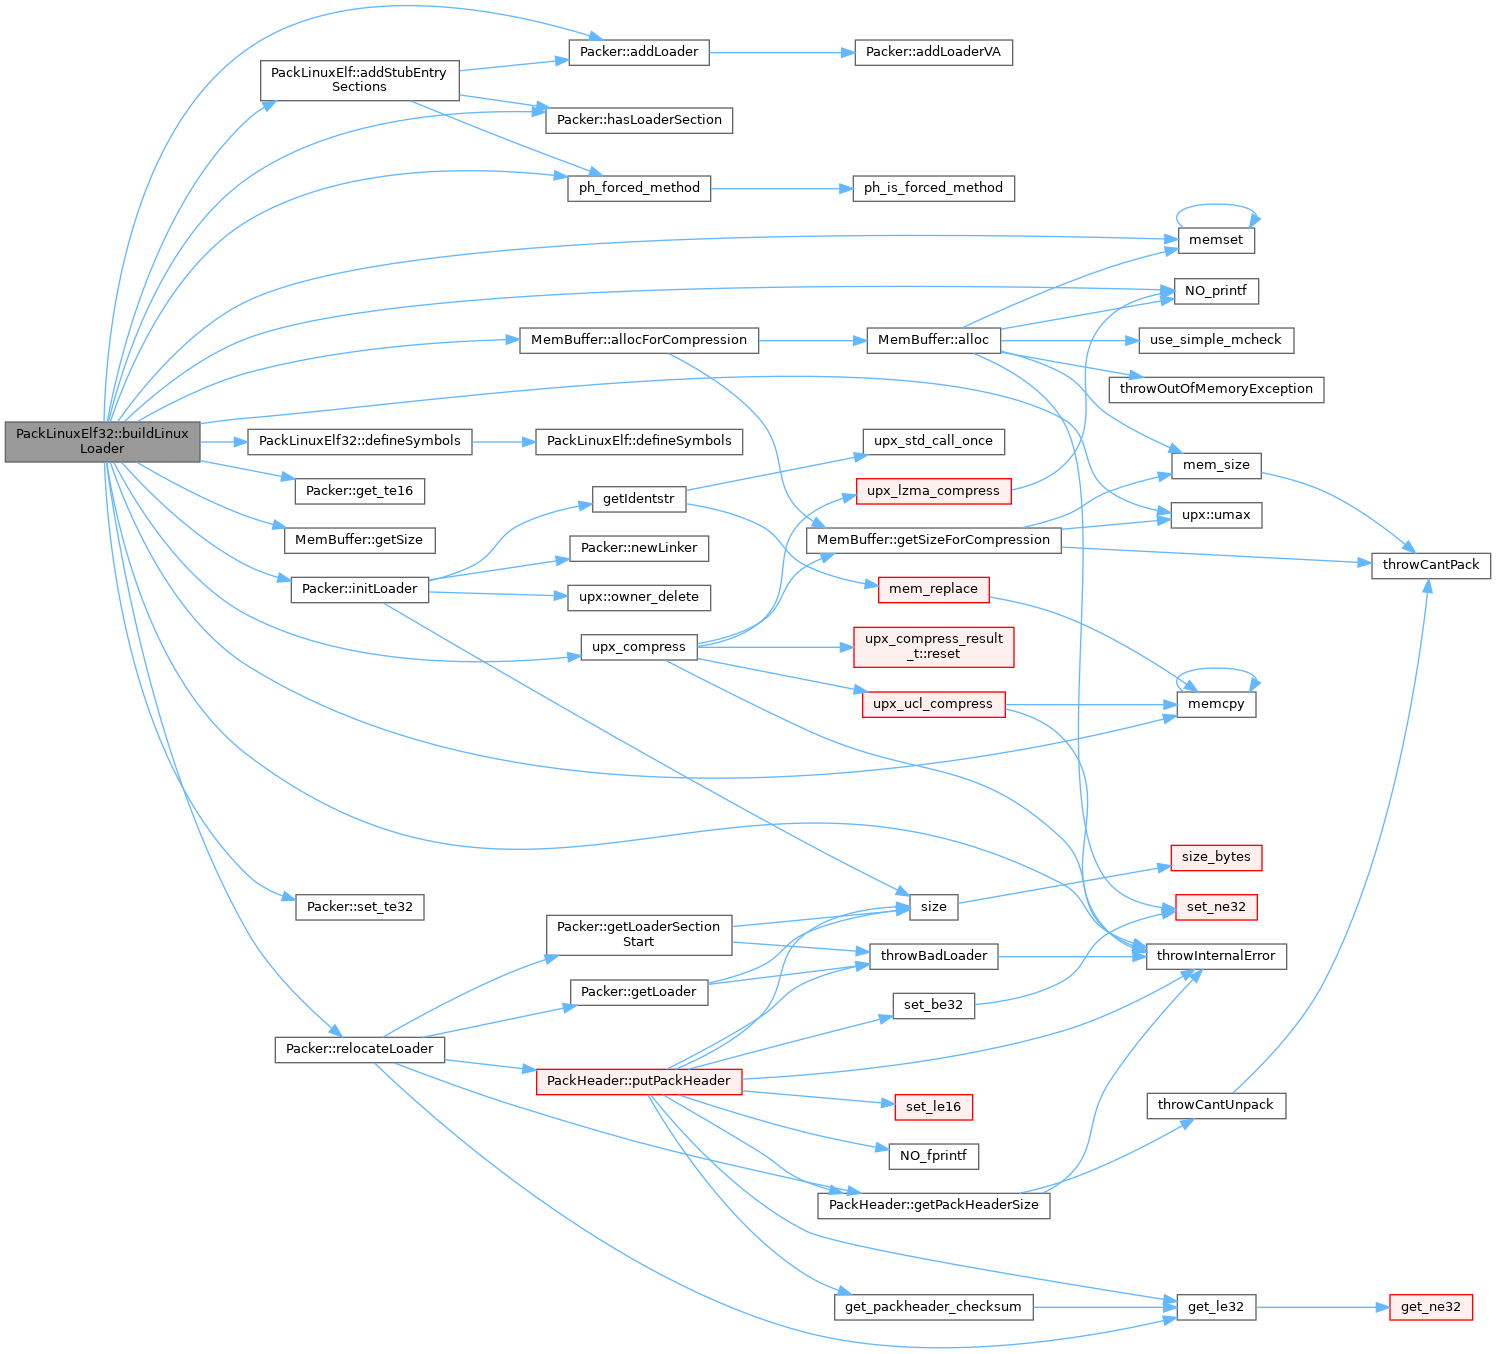 PackLinuxElf32::buildLinux
Loader
PackLinuxElf::addStubEntry
Sections
Packer::addLoader
Packer::addLoaderVA
Packer::hasLoaderSection
ph_forced_method
ph_is_forced_method
memset
NO_printf
MemBuffer::allocForCompression
MemBuffer::alloc
use_simple_mcheck
throwOutOfMemoryException
PackLinuxElf32::defineSymbols
PackLinuxElf::defineSymbols
upx_std_call_once
mem_size
Packer::get_te16
getIdentstr
upx_lzma_compress
upx::umax
MemBuffer::getSize
Packer::newLinker
MemBuffer::getSizeForCompression
throwCantPack
Packer::initLoader
upx::owner_delete
mem_replace
upx_compress
upx_compress_result
_t::reset
upx_ucl_compress
memcpy
size_bytes
Packer::set_te32
size
set_ne32
Packer::getLoaderSection
Start
throwBadLoader
throwInternalError
Packer::getLoader
set_be32
Packer::relocateLoader
PackHeader::putPackHeader
set_le16
throwCantUnpack
NO_fprintf
PackHeader::getPackHeaderSize
get_packheader_checksum
get_le32
get_ne32